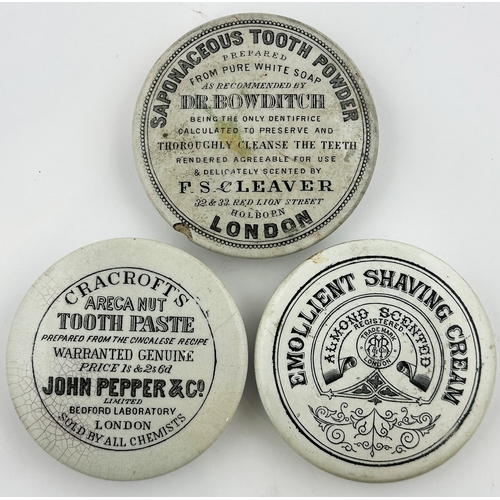 SAPONACEOUS TOOTH POWDER
PREPARED
FROM PURE WHITE SOAP
AS RECOMMENDED BY
DR. BOWDITCH
BEING THE ONLY DENTIFRICE
CALCULATED TO PRESERVE AND
THOROUGHLY CLEANSE THE TEETH
RENDERED AGREEABLE FOR USE
& DELICATELY SCENTED BY
F. S. CLEAVER
32 & 33 RED LION STREET
HOLBORN
LONDON
CRACROFT'S
ARECA NUT
TOOTH PASTE
PREPARED FROM THE CINCALESE RECIPE
WARRANTED GENUINE
PRICE 1s & 2s 6d
JOHN PEPPER & Co.
LIMITED
BEDFORD LABORATORY
LONDON
SOLD BY ALL CHEMISTS
EMOLLIENT SHAVING CREAM
ALMOND SCENTED
REGISTERED
TRADE MARK
LONDON